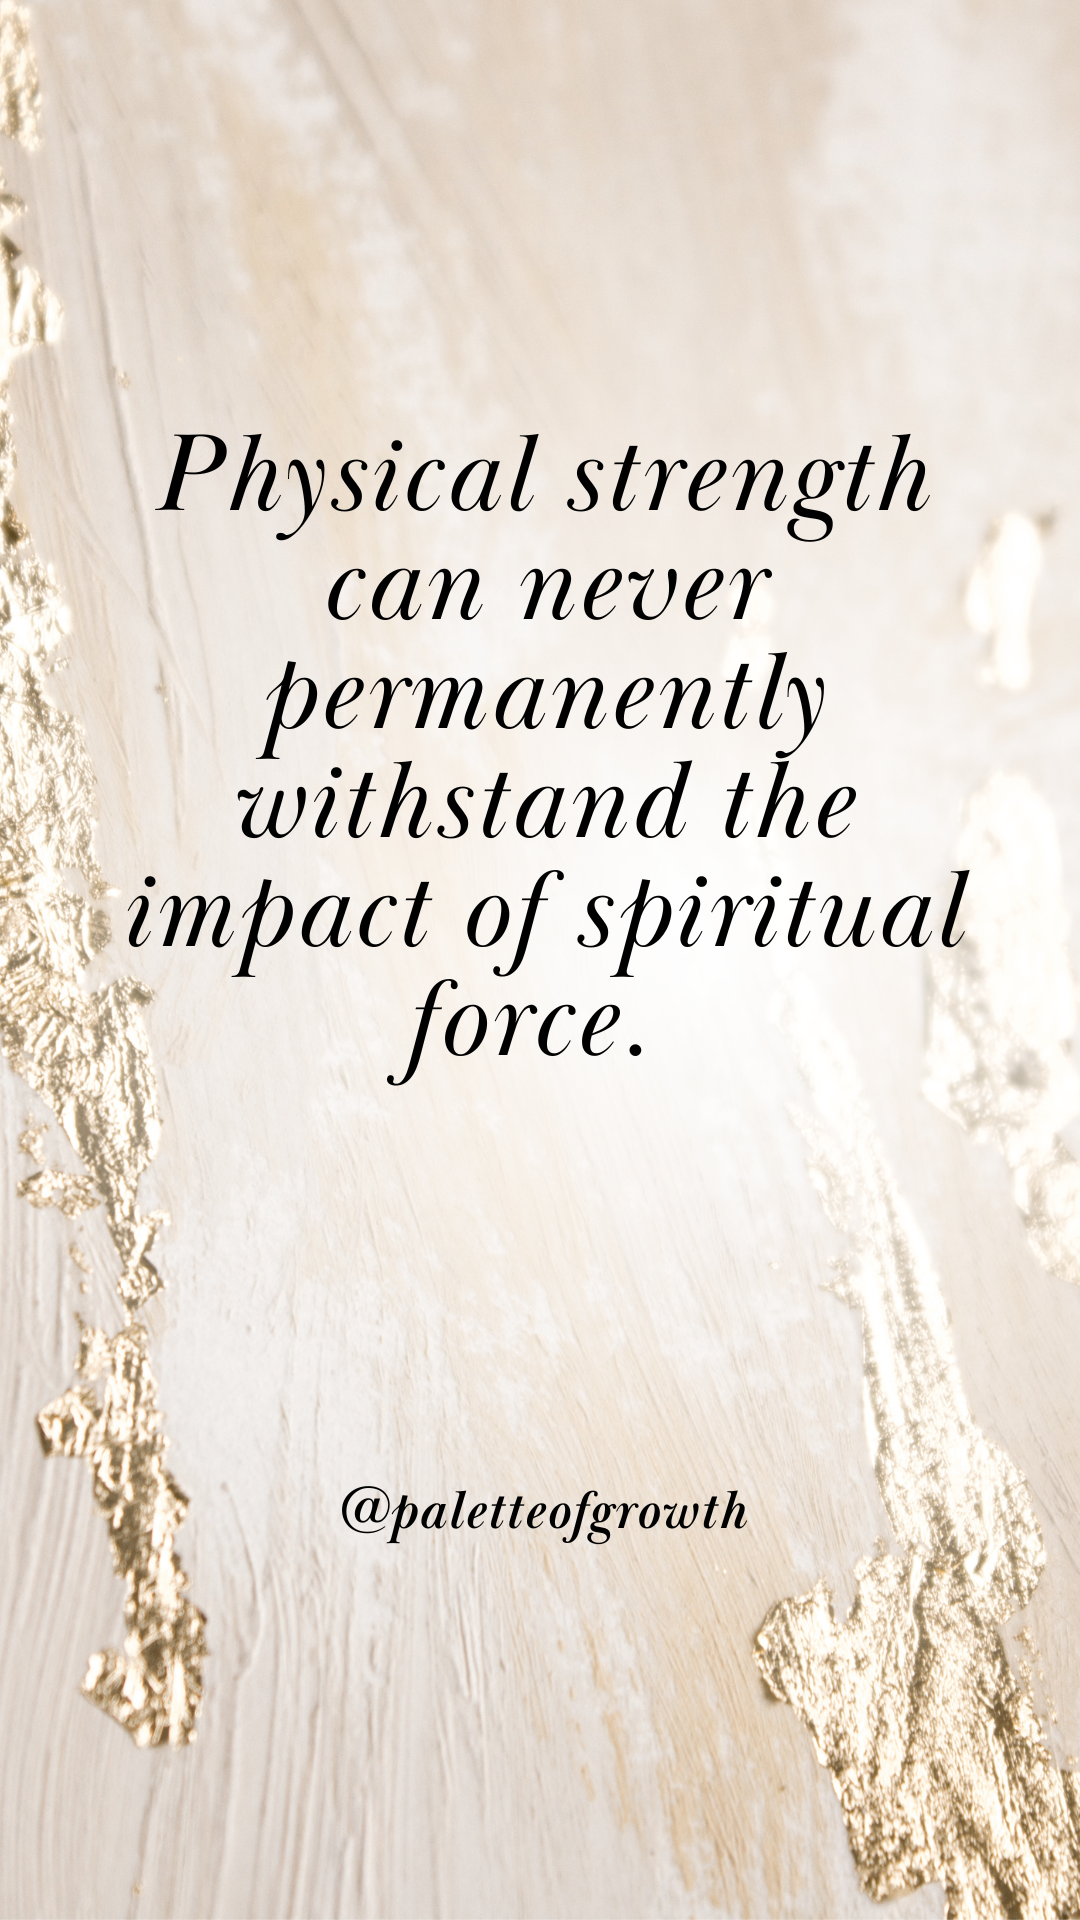 Physical strength
can never
permanently
withstand the
impact of spiritual
force.
@paletteofgrowth